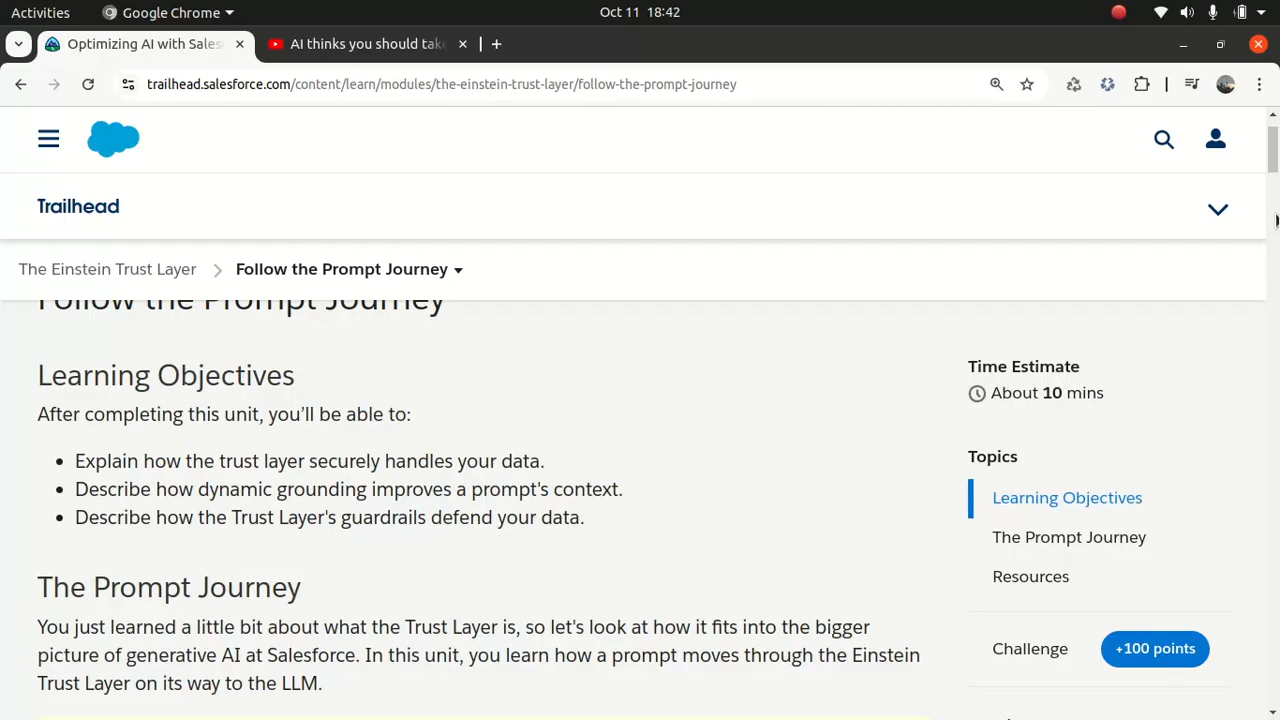 Activities
Google Chrome
Oct 11 18:42
Optimizing AI with Sales
AI thinks you should tak
trailhead.salesforce.com/content/learn/modules/the-einstein-trust-layer/follow-the-prompt-journey
Trailhead
The Einstein Trust Layer
Follow the Prompt Journey
Follow the Prompt Journey
Learning Objectives
After completing this unit, you’ll be able to:
• Explain how the trust layer securely handles your data.
• Describe how dynamic grounding improves a prompt's context.
• Describe how the Trust Layer's guardrails defend your data.
The Prompt Journey
You just learned a little bit about what the Trust Layer is, so let's look at how it fits into the bigger
picture of generative AI at Salesforce. In this unit, you learn how a prompt moves through the Einstein
Trust Layer on its way to the LLM.
Time Estimate
About 10 mins
Topics
Learning Objectives
The Prompt Journey
Resources
Challenge
+100 points